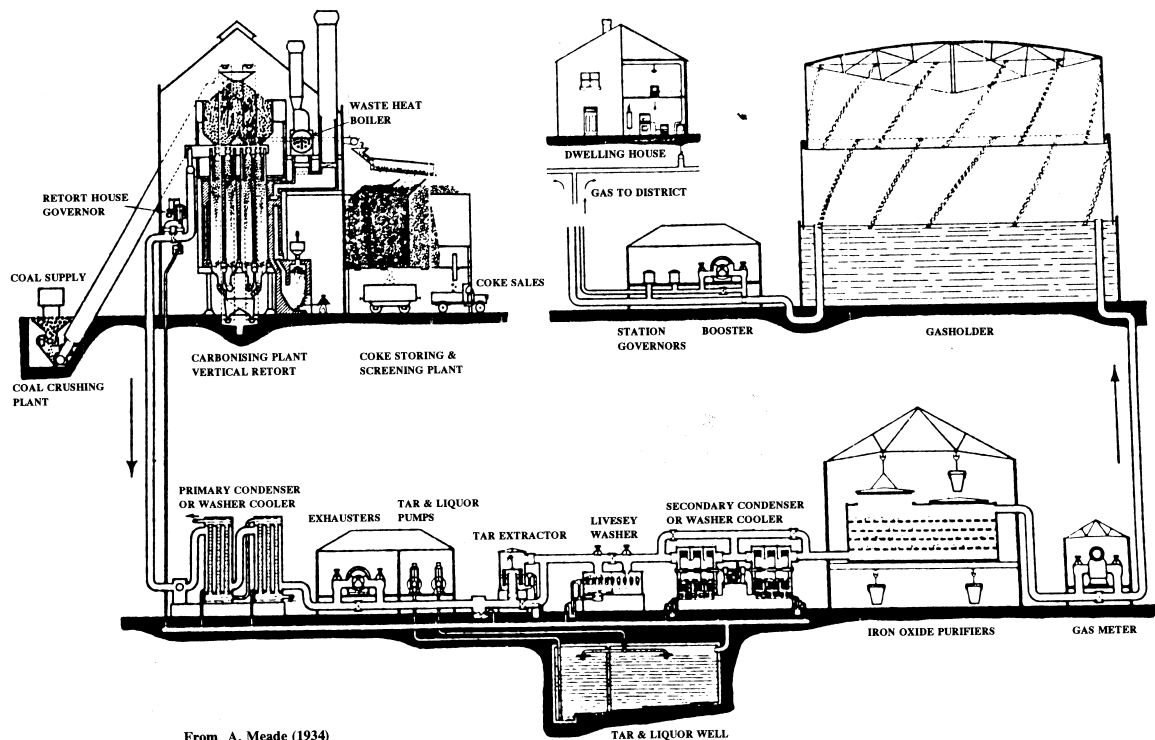 WASTE HEAT
BOILER
RETORT HOUSE
GOVERNOR
COAL SUPPLY
COAL CRUSHING
PLANT
CARBONISING PLANT
VERTICAL RETORT
COKE STORING &
SCREENING PLANT
COKE SALES
DWELLING HOUSE
GAS TO DISTRICT
STATION
GOVERNORS
BOOSTER
GASHOLDER
PRIMARY CONDENSER
OR WASHER COOLER
EXHAUSTERS
TAR & LIQUOR
PUMPS
TAR EXTRACTOR
LIVESEY
WASHER
SECONDARY CONDENSER
OR WASHER COOLER
IRON OXIDE PURIFIERS
GAS METER
TAR & LIQUOR WELL
From A. Meade (1934)